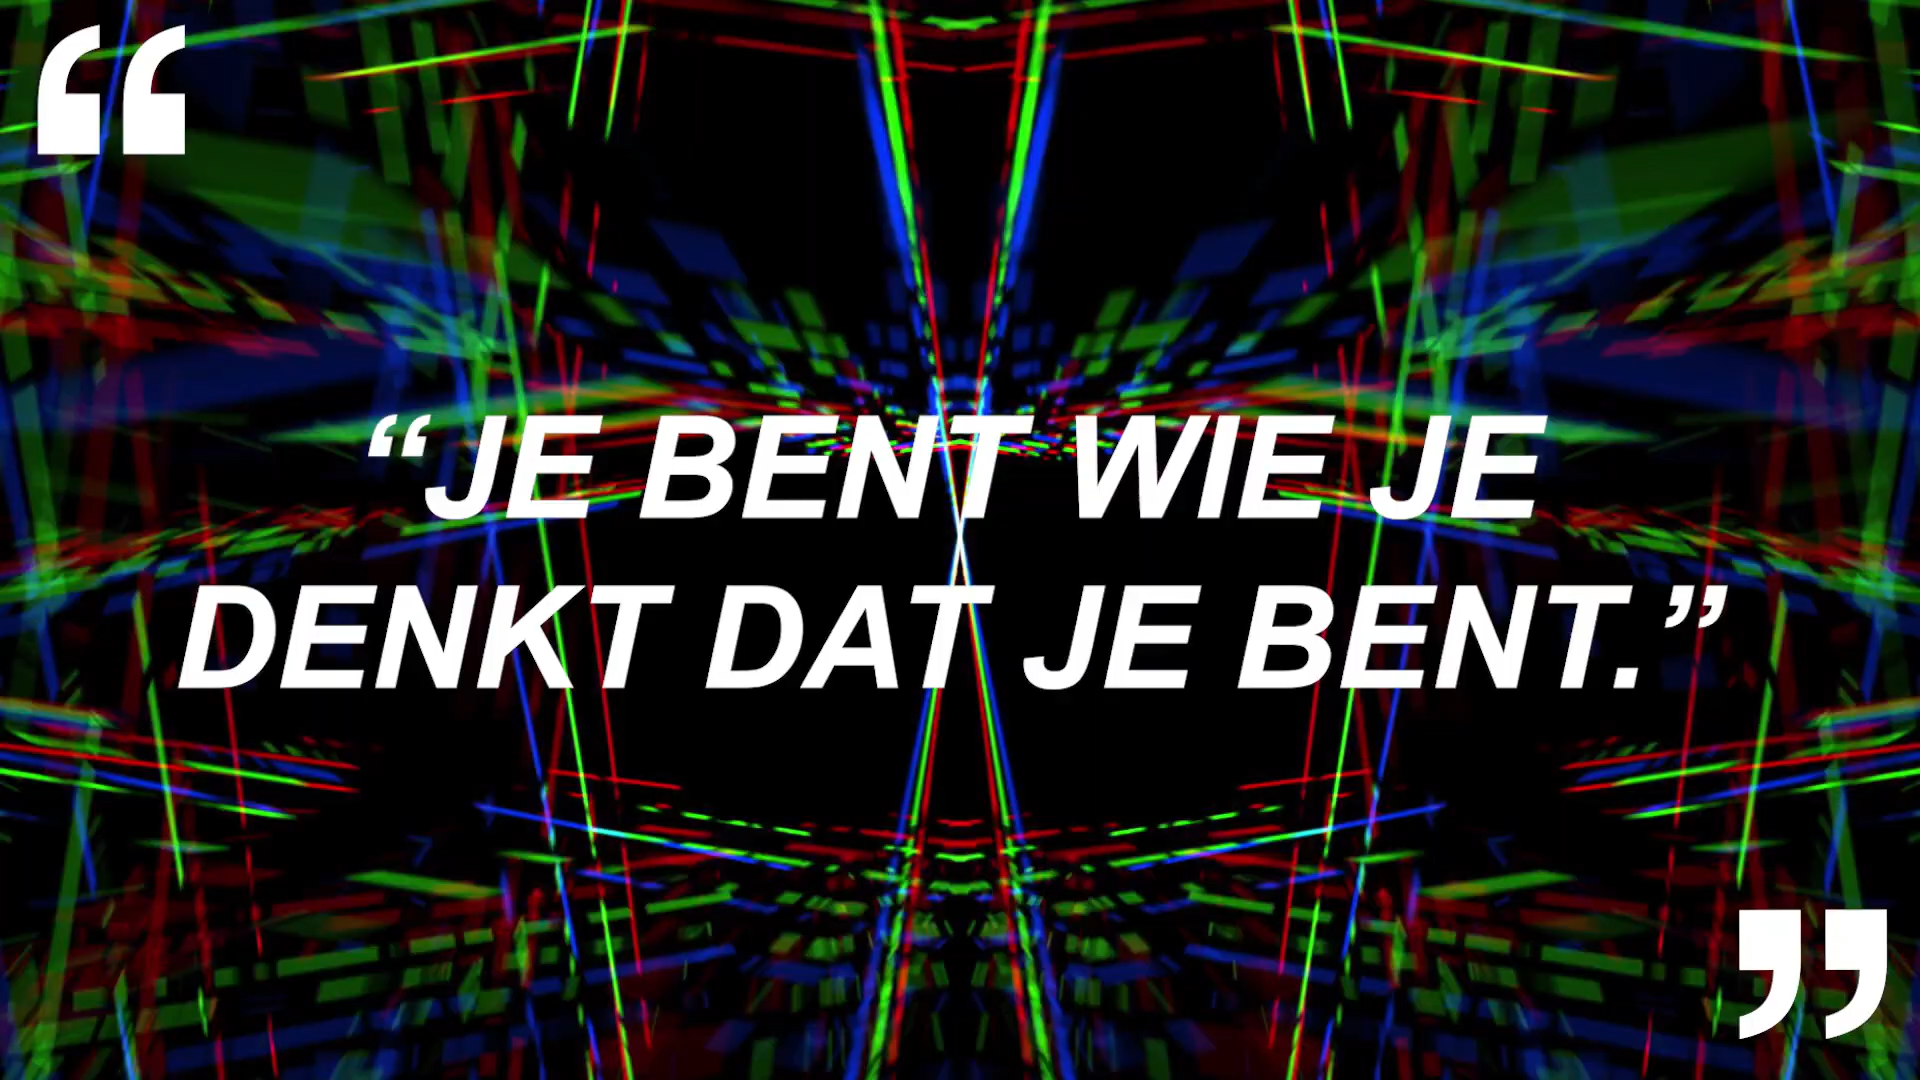 “
“JE BENT WIE JE
DENKT DAT JE BENT.”
”